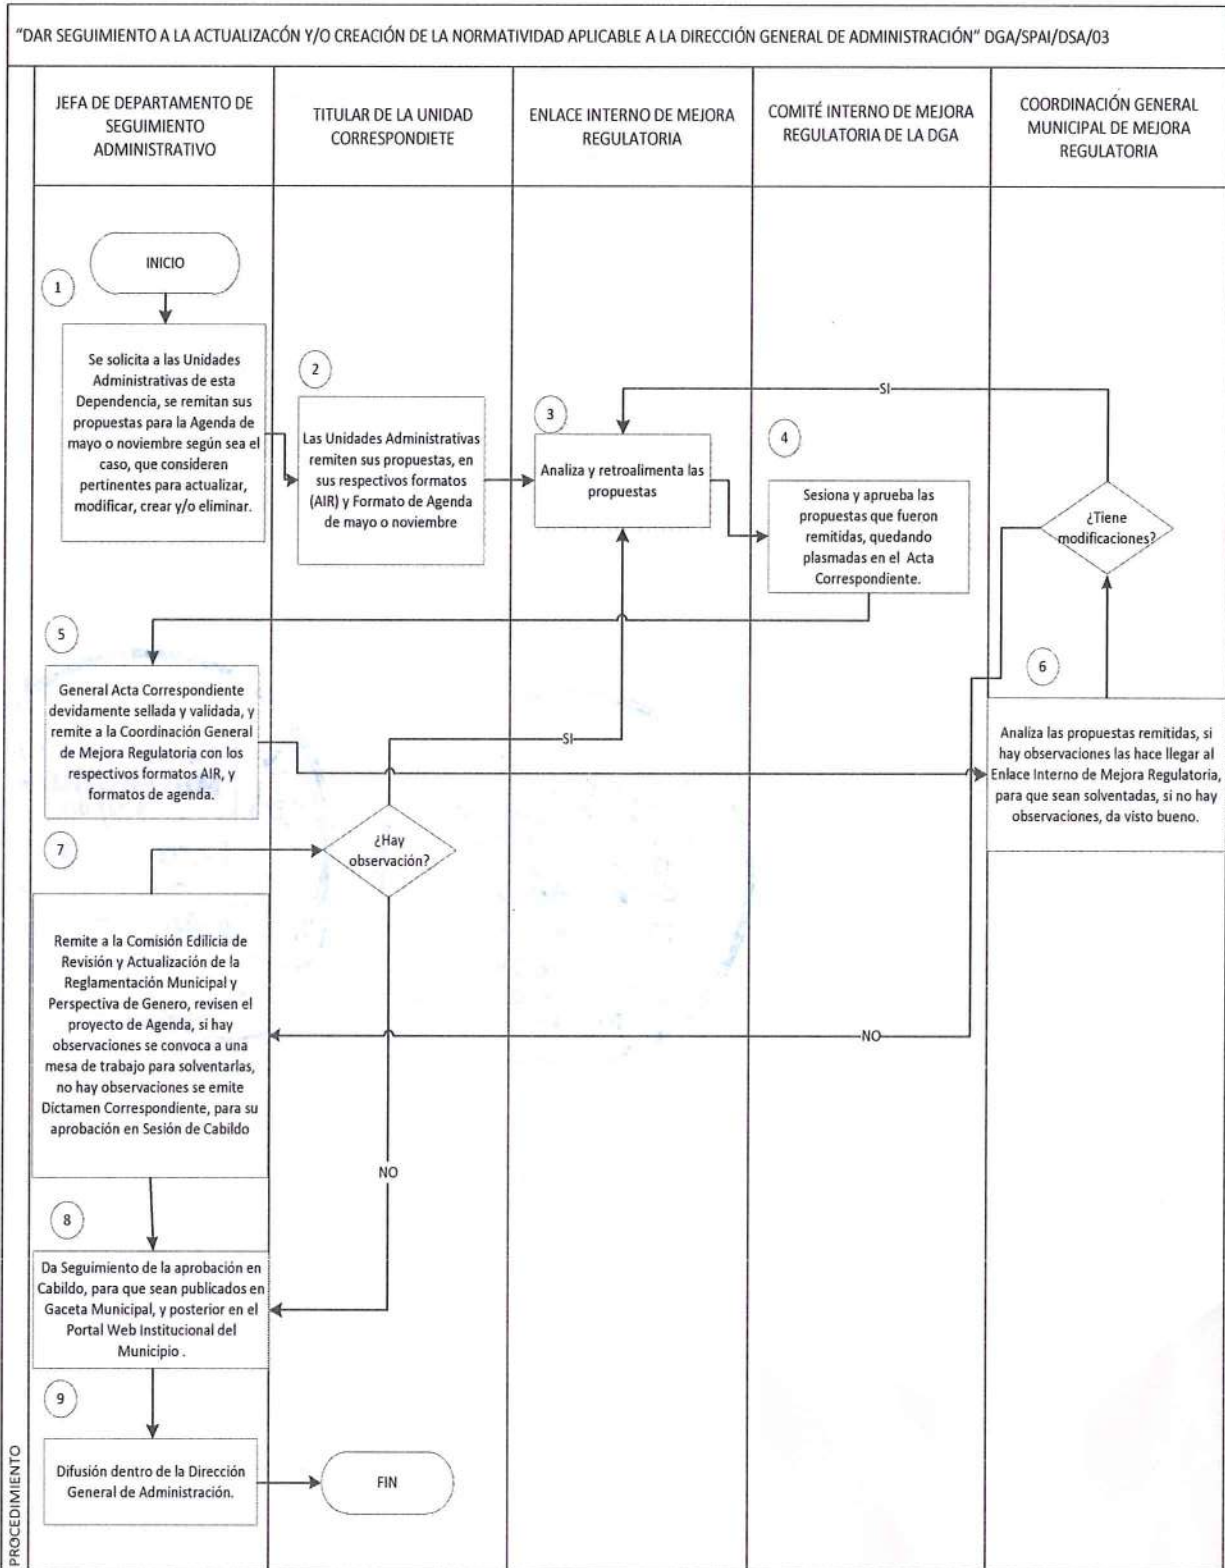 "DAR SEGUIMIENTO A LA ACTUALIZACÓN Y/O CREACIÓN DE LA NORMATIVIDAD APLICABLE A LA DIRECCIÓN GENERAL DE ADMINISTRACIÓN" DGA/SPAI/DSA/03
JEFA DE DEPARTAMENTO DE
SEGUIMIENTO
ADMINISTRATIVO
TITULAR DE LA UNIDAD
CORRESPONDIETE
ENLACE INTERNO DE MEJORA
REGULATORIA
COMITÉ INTERNO DE MEJORA
REGULATORIA DE LA DGA
COORDINACIÓN GENERAL
MUNICIPAL DE MEJORA
REGULATORIA
INICIO
1
Se solicita a las Unidades
Administrativas de esta
Dependencia, se remitan sus
propuestas para la Agenda de
mayo o noviembre según sea el
caso, que consideren
pertinentes para actualizar,
modificar, crear y/o eliminar.
2
Las Unidades Administrativas
remiten sus propuestas, en
sus respectivos formatos
(AIR) y Formato de Agenda
de mayo o noviembre
3
Analiza y retroalimenta las
propuestas
4
Sesiona y aprueba las
propuestas que fueron
remitidas, quedando
plasmadas en el Acta
Correspondiente.
SI
¿Tiene
modificaciones?
5
General Acta Correspondiente
devidamente sellada y validada, y
remite a la Coordinación General
de Mejora Regulatoria con los
respectivos formatos AIR, y
formatos de agenda.
SI
6
Analiza las propuestas remitidas, si
hay observaciones las hace llegar al
Enlace Interno de Mejora Regulatoria,
para que sean solventadas, si no hay
observaciones, da visto bueno.
7
¿Hay
observación?
Remite a la Comisión Edilicia de
Revisión y Actualización de la
Reglamentación Municipal y
Perspectiva de Genero, revisen el
proyecto de Agenda, si hay
observaciones se convoca a una
mesa de trabajo para solventarlas,
no hay observaciones se emite
Dictamen Correspondiente, para su
aprobación en Sesión de Cabildo
NO
NO
8
Da Seguimiento de la aprobación en
Cabildo, para que sean publicados en
Gaceta Municipal, y posterior en el
Portal Web Institucional del
Municipio .
9
Difusión dentro de la Dirección
General de Administración.
FIN
PROCEDIMIENTO